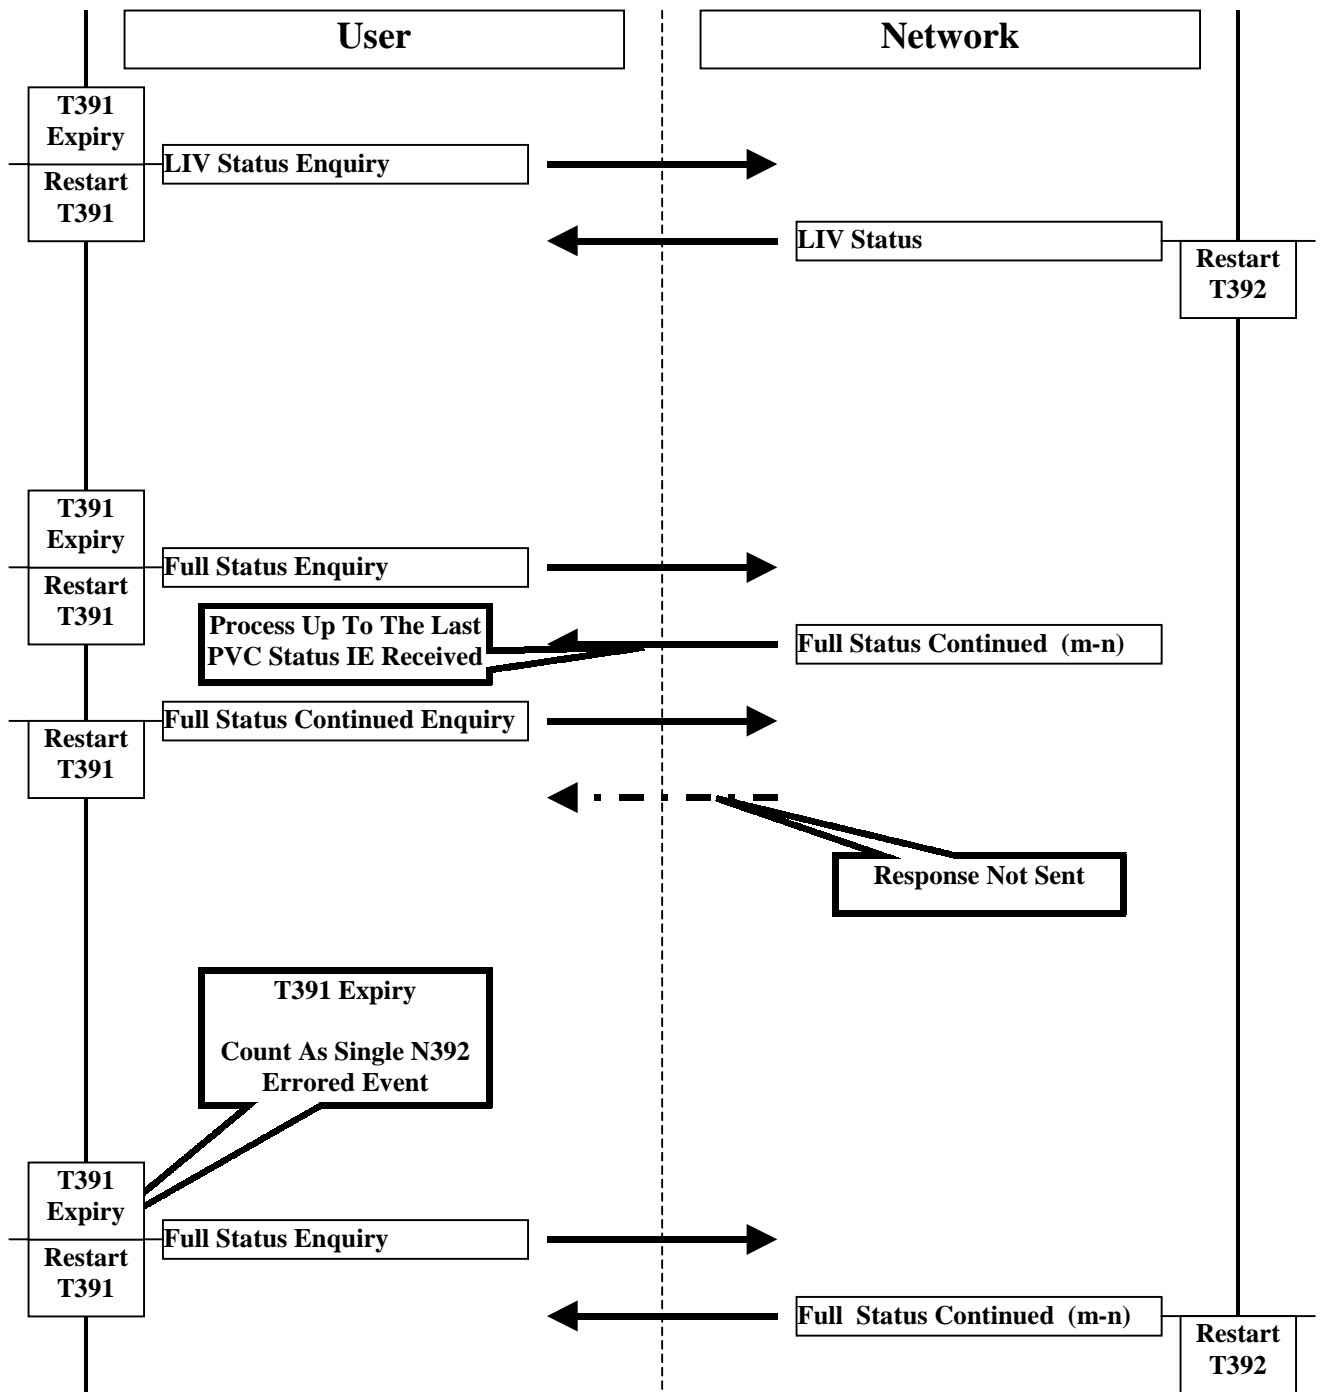 User
Network
T391
Expiry
LIV Status Enquiry
Restart
T391
LIV Status
Restart
T392
T391
Expiry
Full Status Enquiry
Restart
T391
Process Up To The Last
PVC Status IE Received
Full Status Continued (m-n)
Full Status Continued Enquiry
Restart
T391
Response Not Sent
T391 Expiry
Count As Single N392
Errored Event
T391
Expiry
Full Status Enquiry
Restart
T391
Full Status Continued (m-n)
Restart
T392